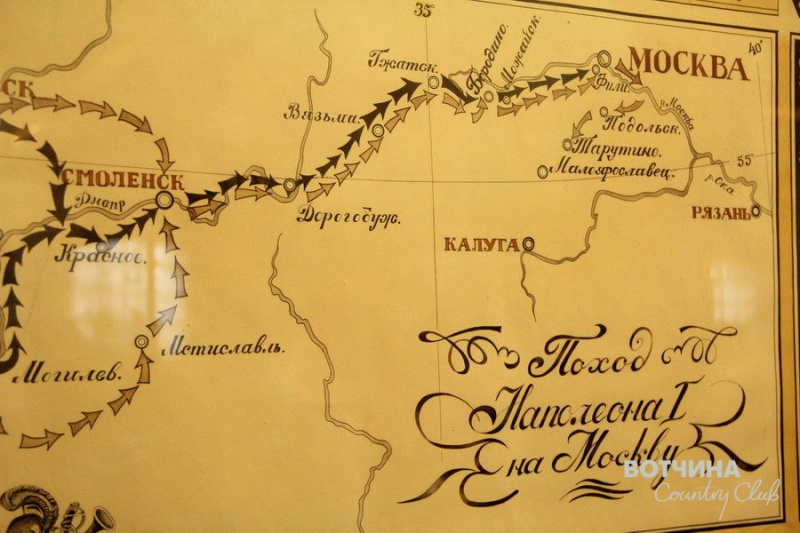 35°
40°
МОСКВА
Гжатск.
Бородино.
Можайск.
Фили.
р. Москва
Вязьма.
Подольск.
Тарутино.
Малоярославец.
55°
СК
СМОЛЕНСК
Днепр
Дорогобуж.
р. Ока
РЯЗАНЬ
КАЛУГА
Красное.
Мстиславль.
Могилев.
Поход
Наполеона I
на Москву
ВОТЧИНА
Country Club